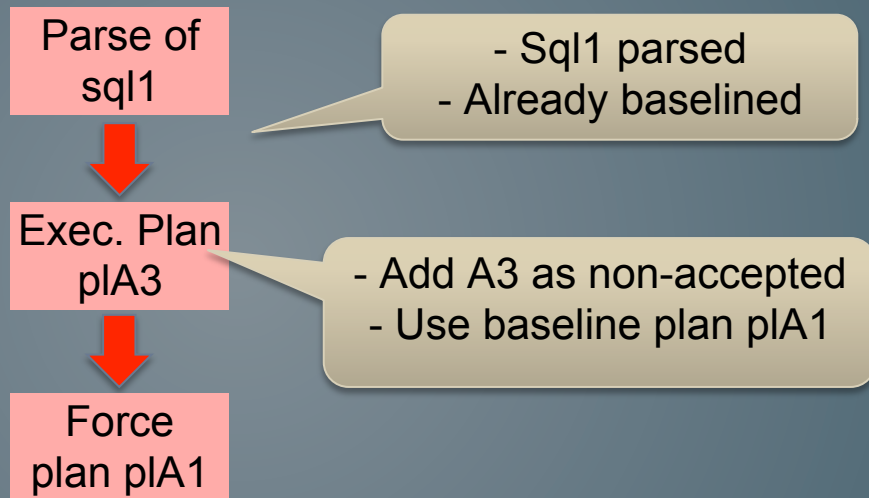 Parse of
sql1
- Sql1 parsed
- Already baselined
Exec. Plan
plA3
- Add A3 as non-accepted
- Use baseline plan plA1
Force
plan plA1